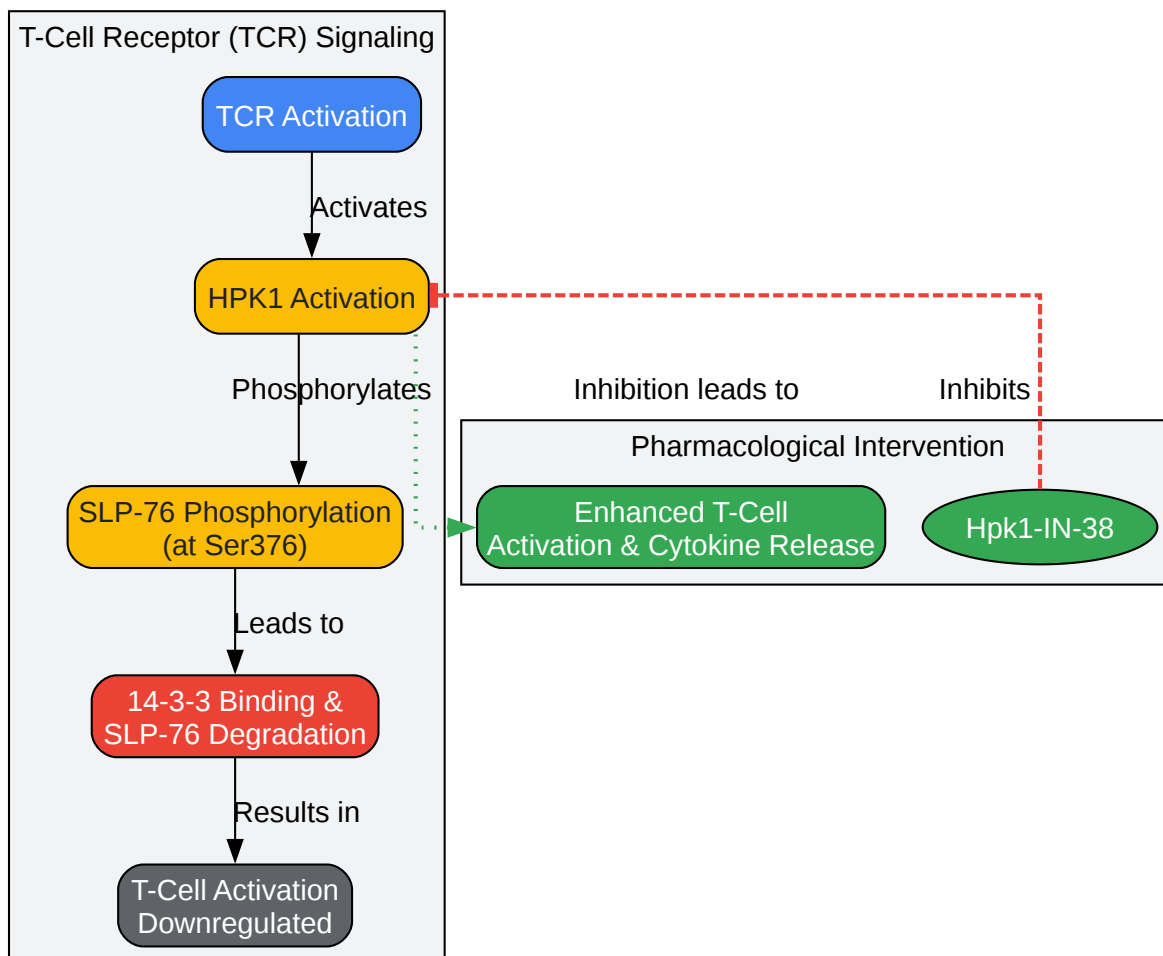 T-Cell Receptor (TCR) Signaling
TCR Activation
Activates
HPK1 Activation
Phosphorylates
Inhibition leads to
Inhibits
Pharmacological Intervention
SLP-76 Phosphorylation
(at Ser376)
Enhanced T-Cell
Activation & Cytokine Release
Hpk1-IN-38
Leads to
14-3-3 Binding &
SLP-76 Degradation
Results in
T-Cell Activation
Downregulated